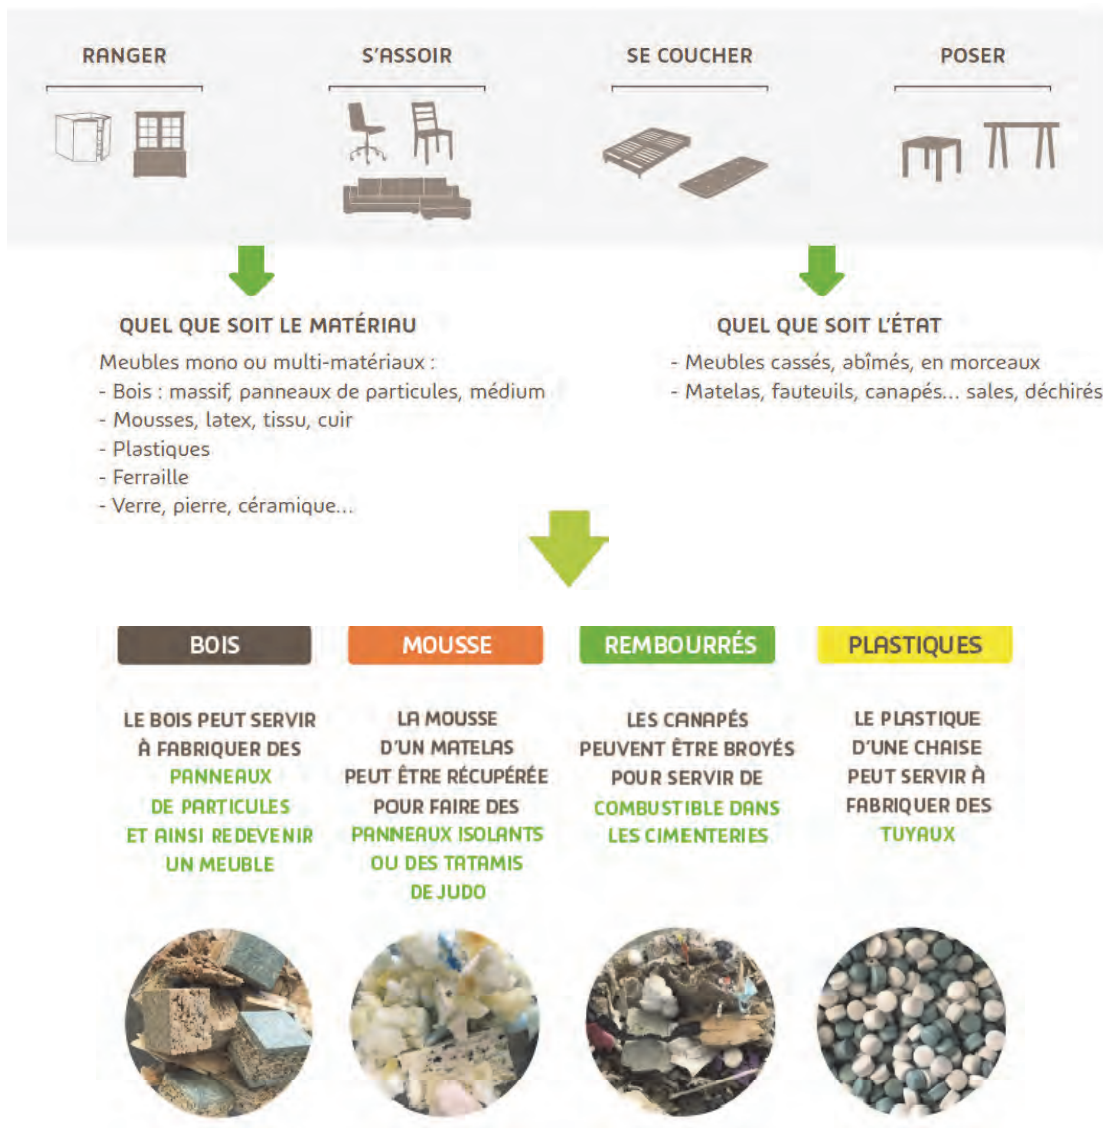 RANGER
S'ASSOIR
SE COUCHER
POSER
QUEL QUE SOIT LE MATÉRIAU
Meubles mono ou multi-matériaux :
- Bois : massif, panneaux de particules, médium
- Mousses, latex, tissu, cuir
- Plastiques
- Ferraille
- Verre, pierre, céramique...
QUEL QUE SOIT L'ÉTAT
- Meubles cassés, abîmés, en morceaux
- Matelas, fauteuils, canapés... sales, déchirés
BOIS
LE BOIS PEUT SERVIR
À FABRIQUER DES
PANNEAUX
DE PARTICULES
ET AINSI REDEVENIR
UN MEUBLE
MOUSSE
LA MOUSSE
D'UN MATELAS
PEUT ÊTRE RÉCUPÉRÉE
POUR FAIRE DES
PANNEAUX ISOLANTS
OU DES TATAMIS
DE JUDO
REMBOURRÉS
LES CANAPÉS
PEUVENT ÊTRE BROYÉS
POUR SERVIR DE
COMBUSTIBLE DANS
LES CIMENTERIES
PLASTIQUES
LE PLASTIQUE
D'UNE CHAISE
PEUT SERVIR À
FABRIQUER DES
TUYAUX